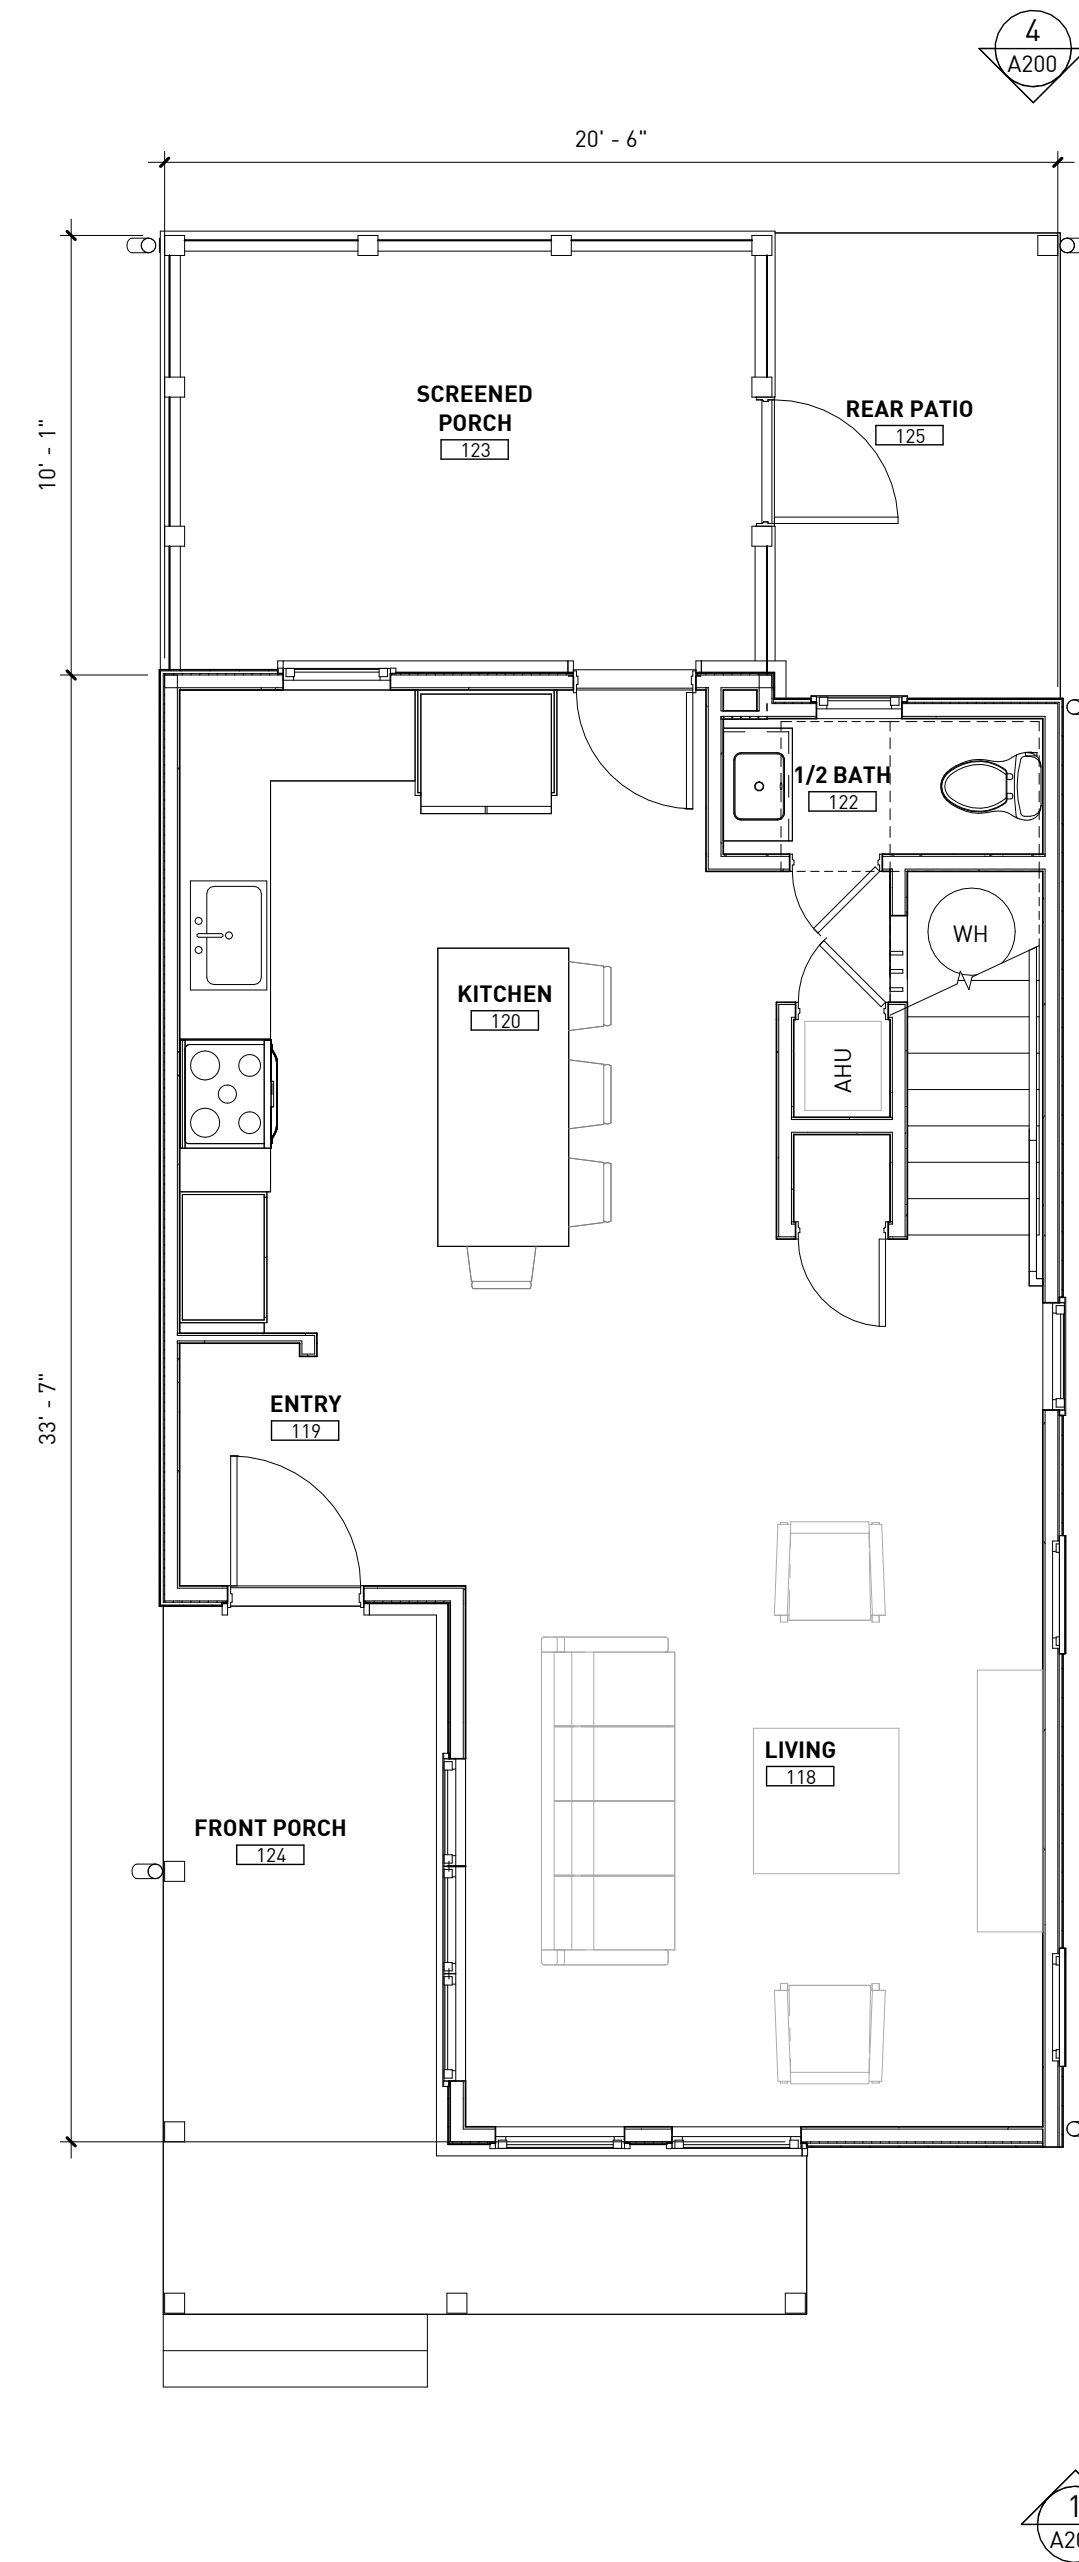 4
A200
20' - 6"
10' - 1"
SCREENED
PORCH
123
REAR PATIO
125
1/2 BATH
122
WH
KITCHEN
120
AHU
33' - 7"
ENTRY
119
LIVING
118
FRONT PORCH
124
1